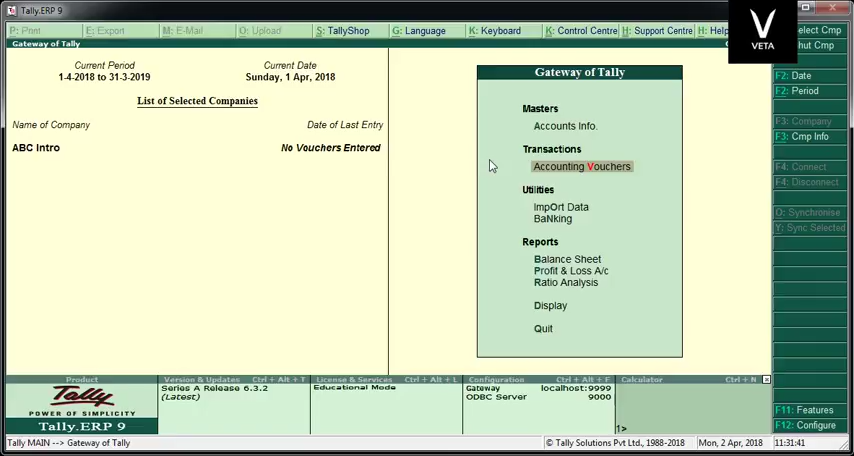 Tally.ERP 9
P: Print E: Export M: E-Mail O: Upload S: TallyShop G: Language K: Keyboard K: Control Centre H: Support Centre H: Help
Gateway of Tally
VETA
Current Period Current Date
1-4-2018 to 31-3-2019 Sunday, 1 Apr, 2018
List of Selected Companies
Name of Company Date of Last Entry
ABC Intro No Vouchers Entered
Gateway of Tally
Masters
Accounts Info.
Transactions
Accounting Vouchers
Utilities
ImpOrt Data
BaNking
Reports
Balance Sheet
Profit & Loss A/c
Ratio Analysis
Display
Quit
elect Cmp
hut Cmp
F2: Date
F2: Period
F3: Company
F3: Cmp Info
F4: Connect
F4: Disconnect
O: Synchronise
Y: Sync Selected
F11: Features
F12: Configure
Product
Tally
POWER OF SIMPLICITY
Tally.ERP 9
Version & Updates Ctrl + Alt + T
Series A Release 6.3.2
(Latest)
License & Services Ctrl + Alt + L
Educational Mode
Configuration Ctrl + Alt + F
Gateway localhost:9999
ODBC Server 9000
Calculator Ctrl + N
1>
Tally MAIN --> Gateway of Tally © Tally Solutions Pvt Ltd., 1988-2018 Mon, 2 Apr, 2018 11:31:41